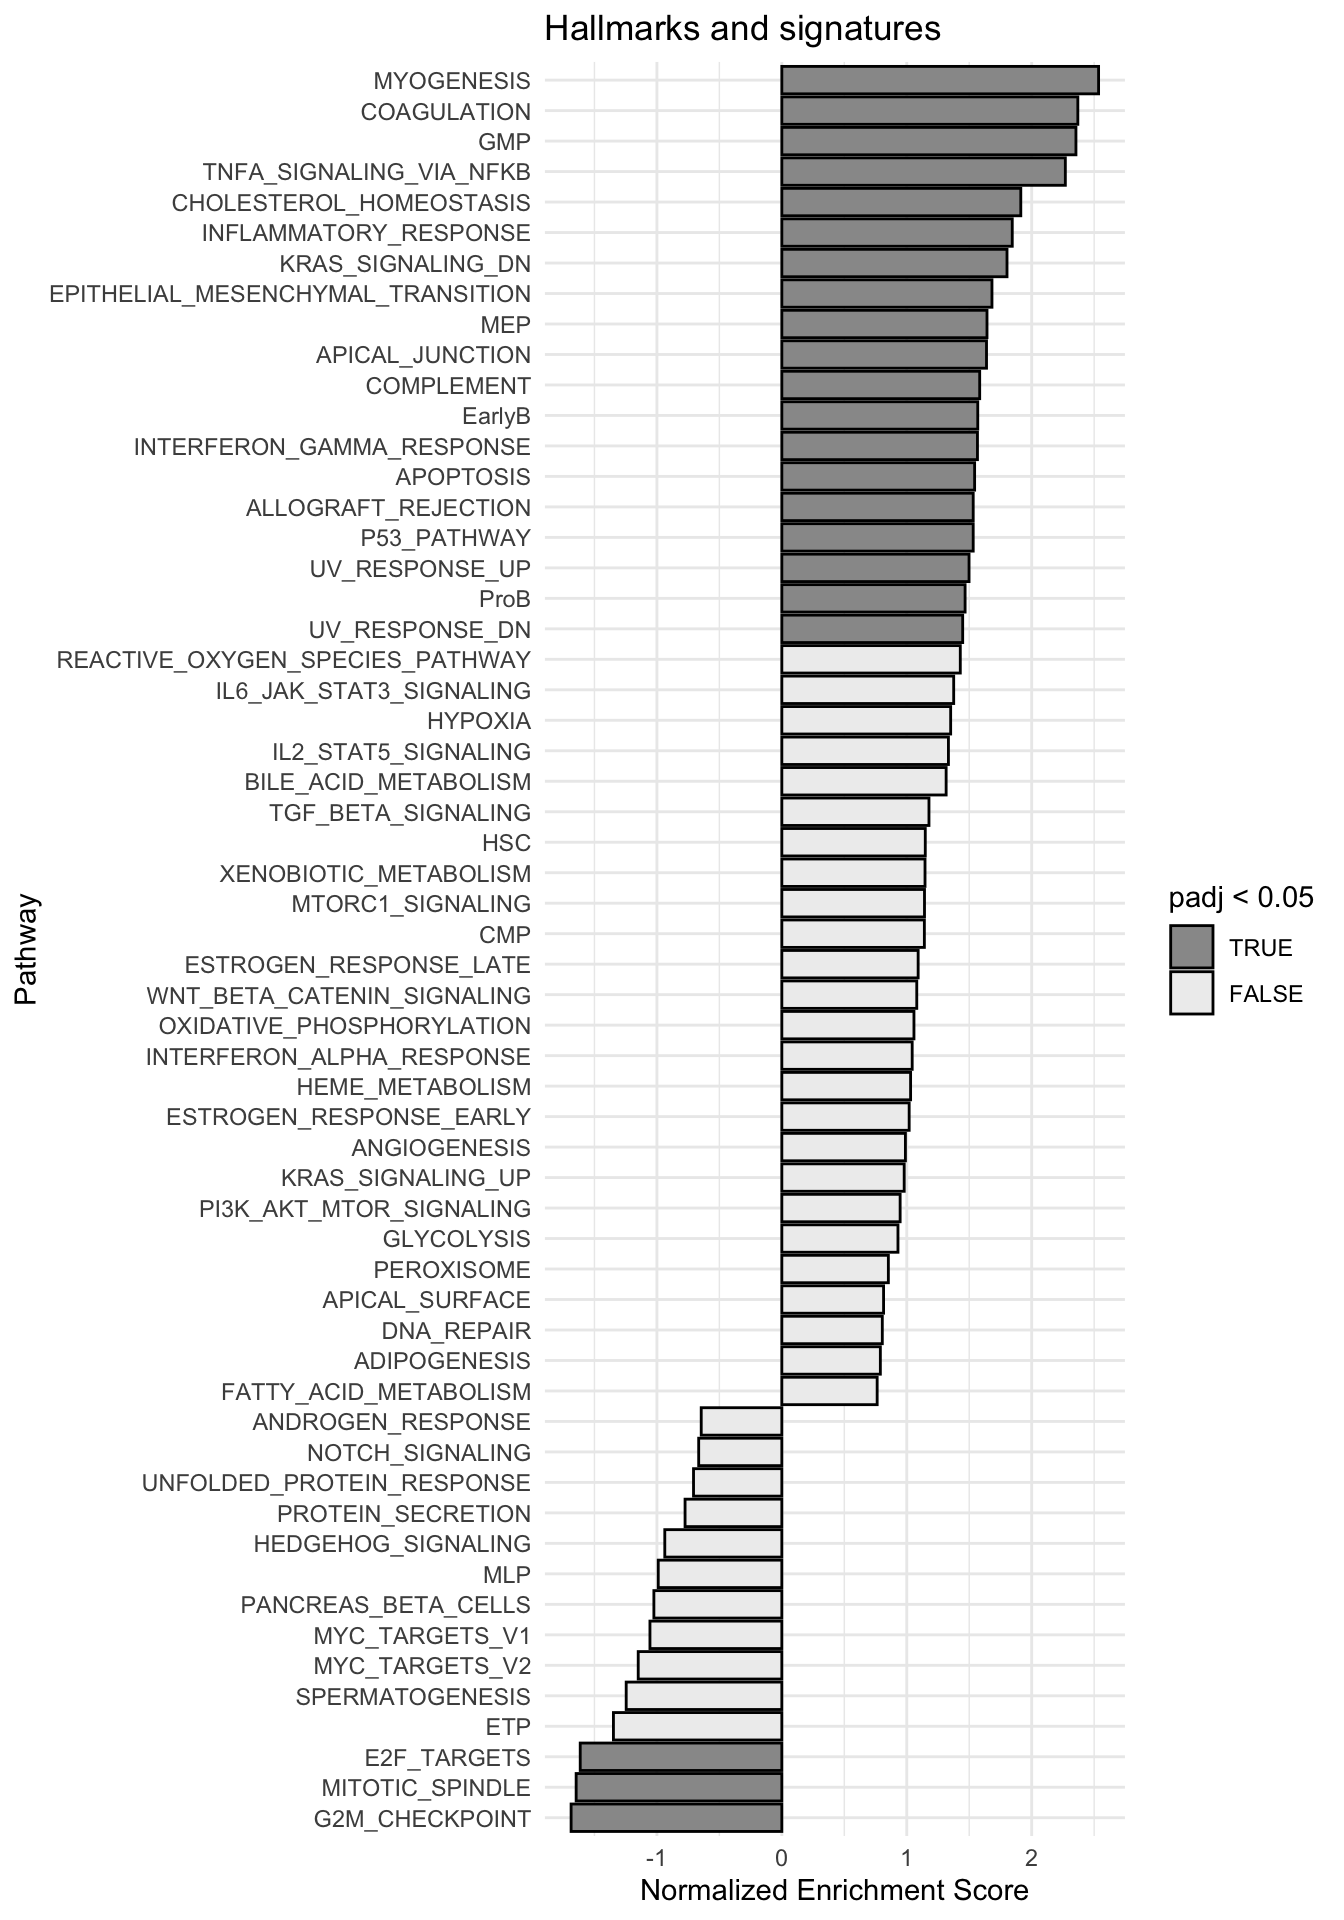 Hallmarks and signatures
Pathway
MYOGENESIS
COAGULATION
GMP
TNFA_SIGNALING_VIA_NFKB
CHOLESTEROL_HOMEOSTASIS
INFLAMMATORY_RESPONSE
KRAS_SIGNALING_DN
EPITHELIAL_MESENCHYMAL_TRANSITION
MEP
APICAL_JUNCTION
COMPLEMENT
EarlyB
INTERFERON_GAMMA_RESPONSE
APOPTOSIS
ALLOGRAFT_REJECTION
P53_PATHWAY
UV_RESPONSE_UP
ProB
UV_RESPONSE_DN
REACTIVE_OXYGEN_SPECIES_PATHWAY
IL6_JAK_STAT3_SIGNALING
HYPOXIA
IL2_STAT5_SIGNALING
BILE_ACID_METABOLISM
TGF_BETA_SIGNALING
HSC
XENOBIOTIC_METABOLISM
MTORC1_SIGNALING
CMP
ESTROGEN_RESPONSE_LATE
WNT_BETA_CATENIN_SIGNALING
OXIDATIVE_PHOSPHORYLATION
INTERFERON_ALPHA_RESPONSE
HEME_METABOLISM
ESTROGEN_RESPONSE_EARLY
ANGIOGENESIS
KRAS_SIGNALING_UP
PI3K_AKT_MTOR_SIGNALING
GLYCOLYSIS
PEROXISOME
APICAL_SURFACE
DNA_REPAIR
ADIPOGENESIS
FATTY_ACID_METABOLISM
ANDROGEN_RESPONSE
NOTCH_SIGNALING
UNFOLDED_PROTEIN_RESPONSE
PROTEIN_SECRETION
HEDGEHOG_SIGNALING
MLP
PANCREAS_BETA_CELLS
MYC_TARGETS_V1
MYC_TARGETS_V2
SPERMATOGENESIS
ETP
E2F_TARGETS
MITOTIC_SPINDLE
G2M_CHECKPOINT
-1 0 1 2
Normalized Enrichment Score
padj < 0.05
TRUE
FALSE